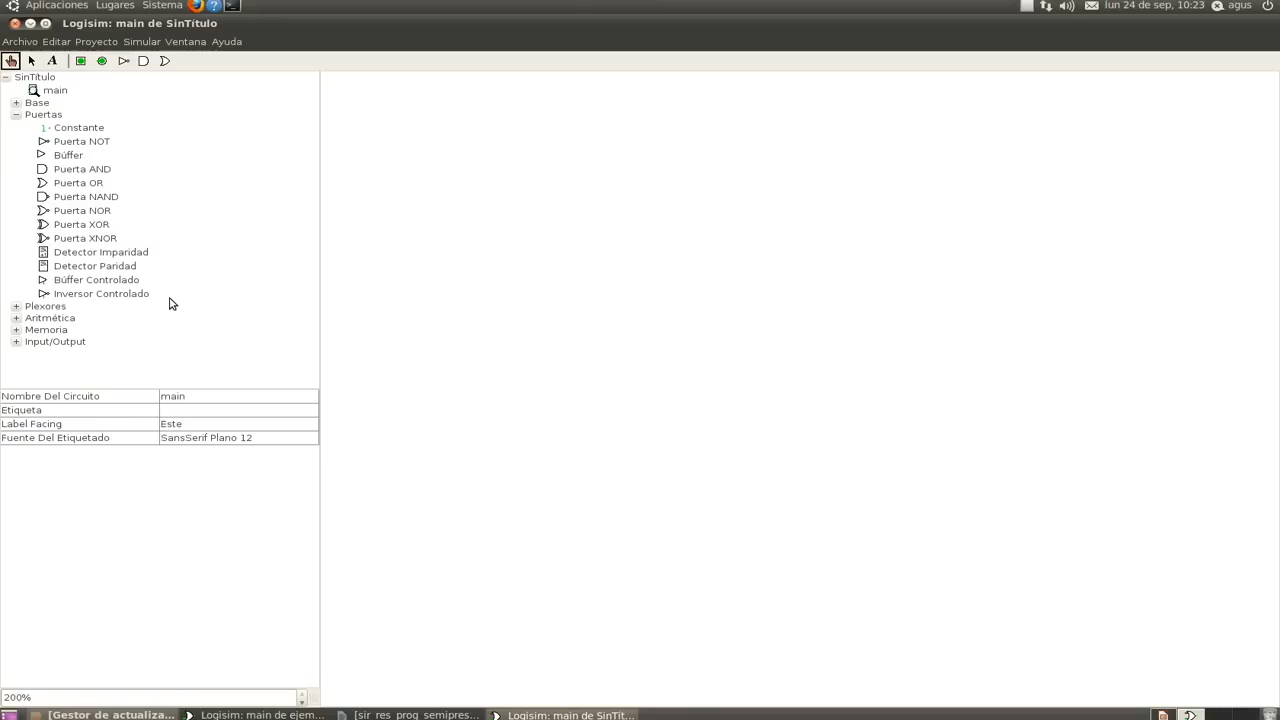 Aplicaciones Lugares Sistema lun 24 de sep, 10:23 agus
Logisim: main de SinTítulo
Archivo Editar Proyecto Simular Ventana Ayuda
A
SinTítulo
main
Base
Puertas
1 Constante
Puerta NOT
Búffer
Puerta AND
Puerta OR
Puerta NAND
Puerta NOR
Puerta XOR
Puerta XNOR
Detector Imparidad
Detector Paridad
Búffer Controlado
Inversor Controlado
Plexores
Aritmética
Memoria
Input/Output
Nombre Del Circuito main
Etiqueta
Label Facing Este
Fuente Del Etiquetado SansSerif Plano 12
200%
[Gestor de actualiza... Logisim: main de ejem... [sir_res_prog_semipres... Logisim: main de SinTít...